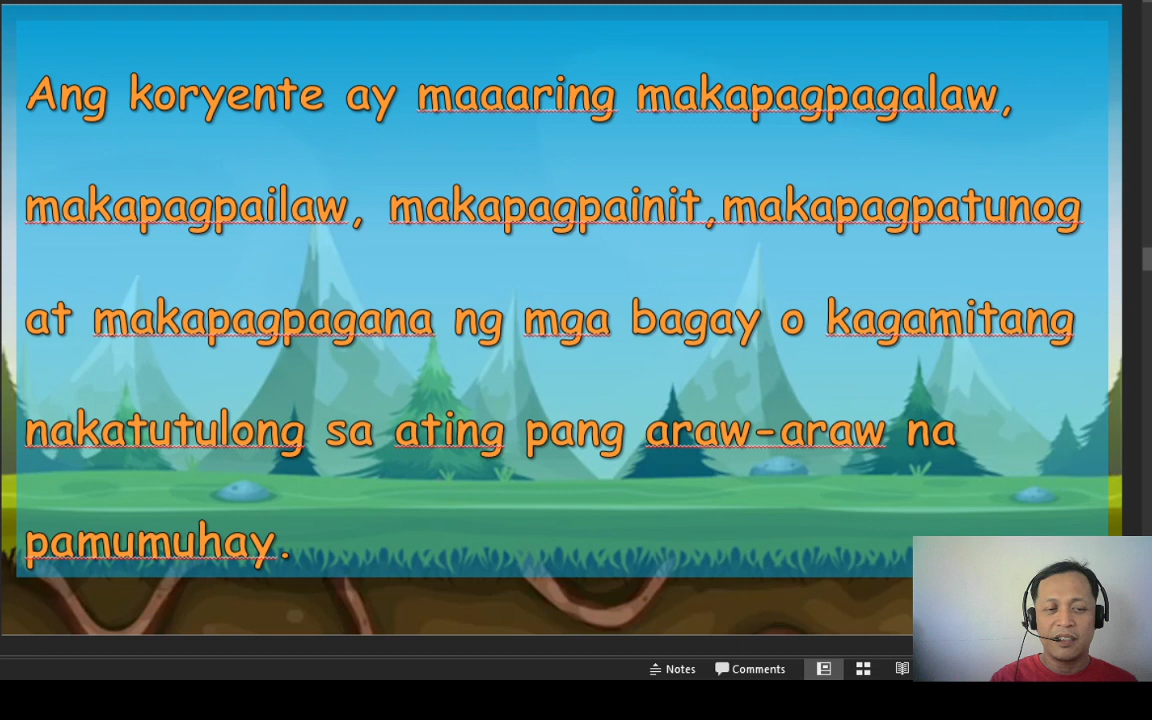 Ang koryente ay maaaring makapagpagalaw,
makapagpailaw, makapagpainit,makapagpatunog
at makapagpagana ng mga bagay o kagamitang
nakatutulong sa ating pang araw-araw na
pamumuhay.
Notes Comments